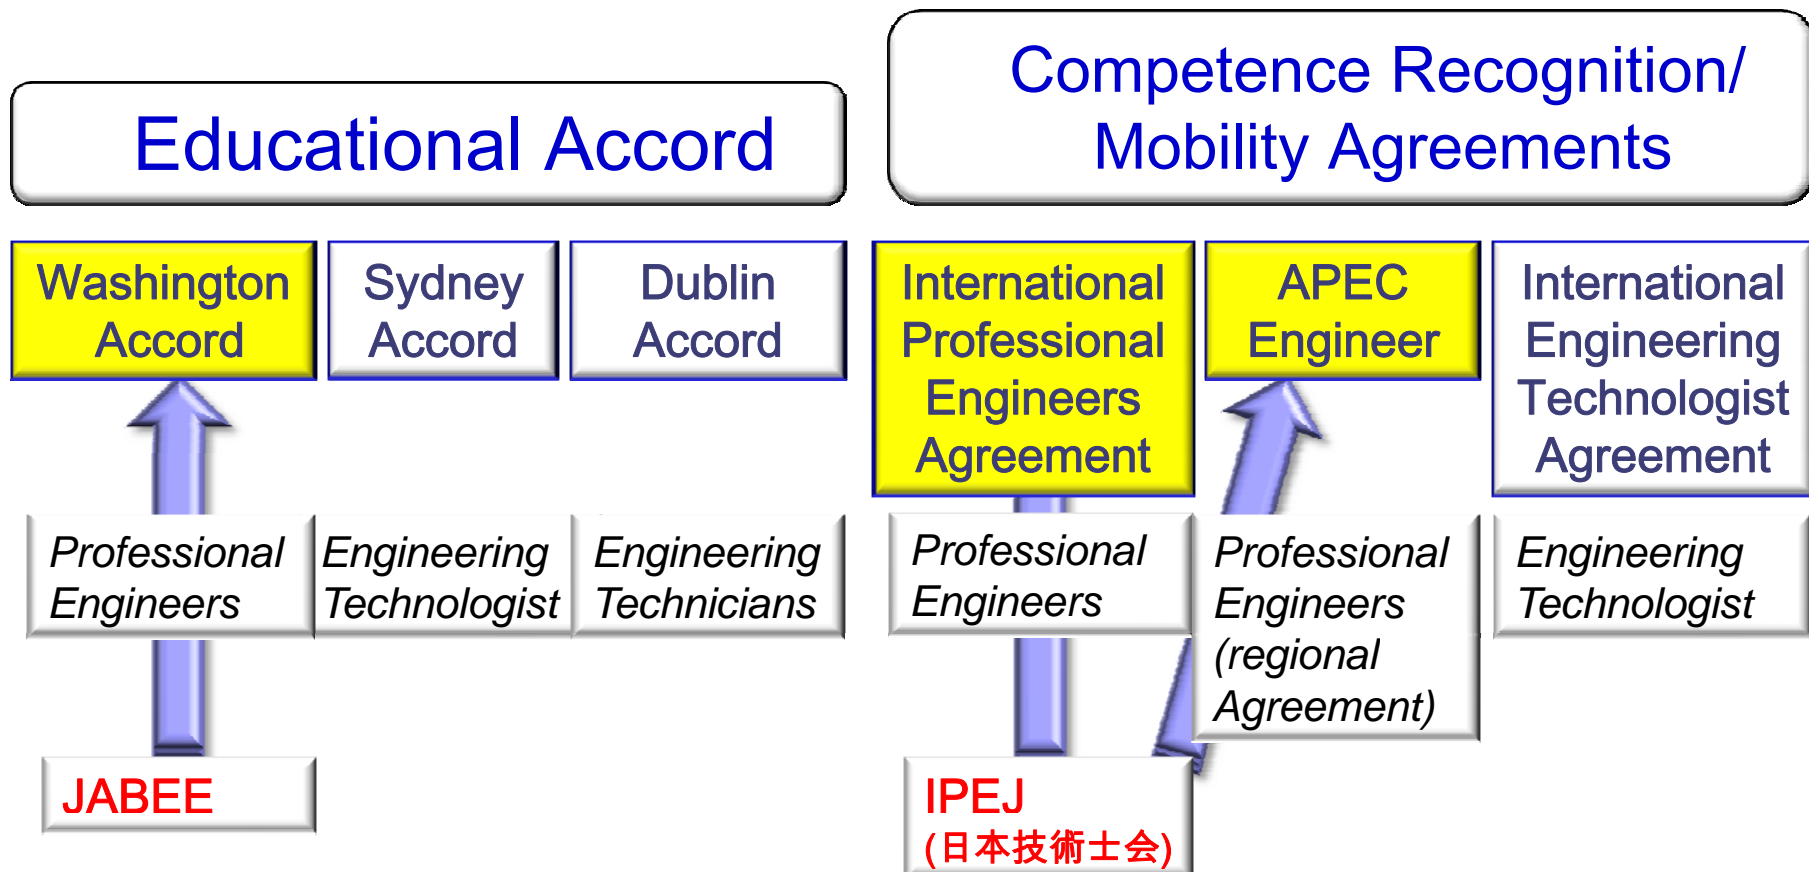 Educational Accord
Competence Recognition/
Mobility Agreements
Washington
Accord
Sydney
Accord
Dublin
Accord
International
Professional
Engineers
Agreement
APEC
Engineer
International
Engineering
Technologist
Agreement
Professional
Engineers
Engineering
Technologist
Engineering
Technicians
Professional
Engineers
Professional
Engineers
(regional
Agreement)
Engineering
Technologist
JABEE
IPEJ
(日本技術士会)